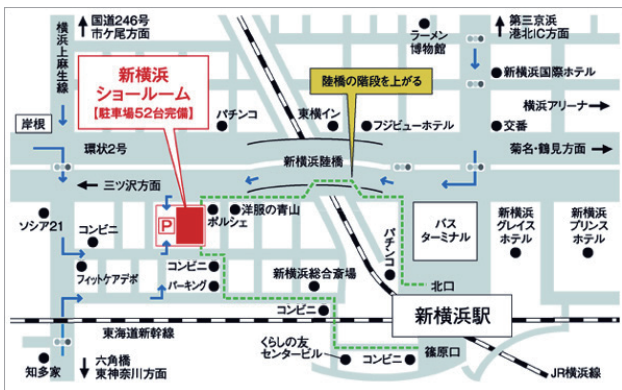 国道246号
市ケ尾方面
横浜上麻生線
岸根
新横浜
ショールーム
【駐車場52台完備】
パチンコ
東横イン
陸橋の階段を上がる
ラーメン
博物館
フジビューホテル
第三京浜
港北IC方面
新横浜国際ホテル
横浜アリーナ
交番
菊名・鶴見方面
環状2号
三ツ沢方面
新横浜陸橋
ソシア21
コンビニ
P
ポルシェ
洋服の青山
パチンコ
バス
ターミナル
新横浜
グレイス
ホテル
新横浜
プリンス
ホテル
フィットケアデポ
コンビニ
パーキング
新横浜総合斎場
北口
コンビニ
新横浜駅
東海道新幹線
知多家
六角橋
東神奈川方面
くらしの友
センタービル
コンビニ
篠原口
JR横浜線